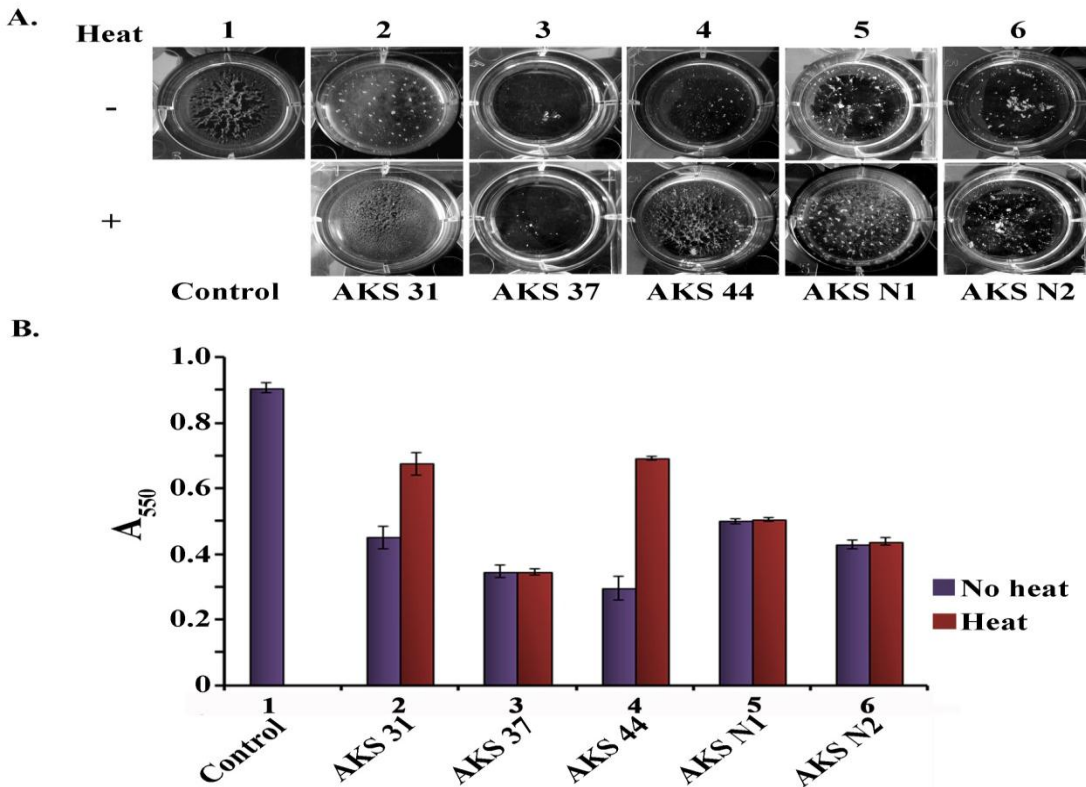 A.
Heat 1 2 3 4 5 6
-
+
Control AKS 31 AKS 37 AKS 44 AKS N1 AKS N2
B.
1.0
0.8
0.6
0.4
0.2
0
A550
No heat
Heat
1 2 3 4 5 6
Control AKS 31 AKS 37 AKS 44 AKS N1 AKS N2